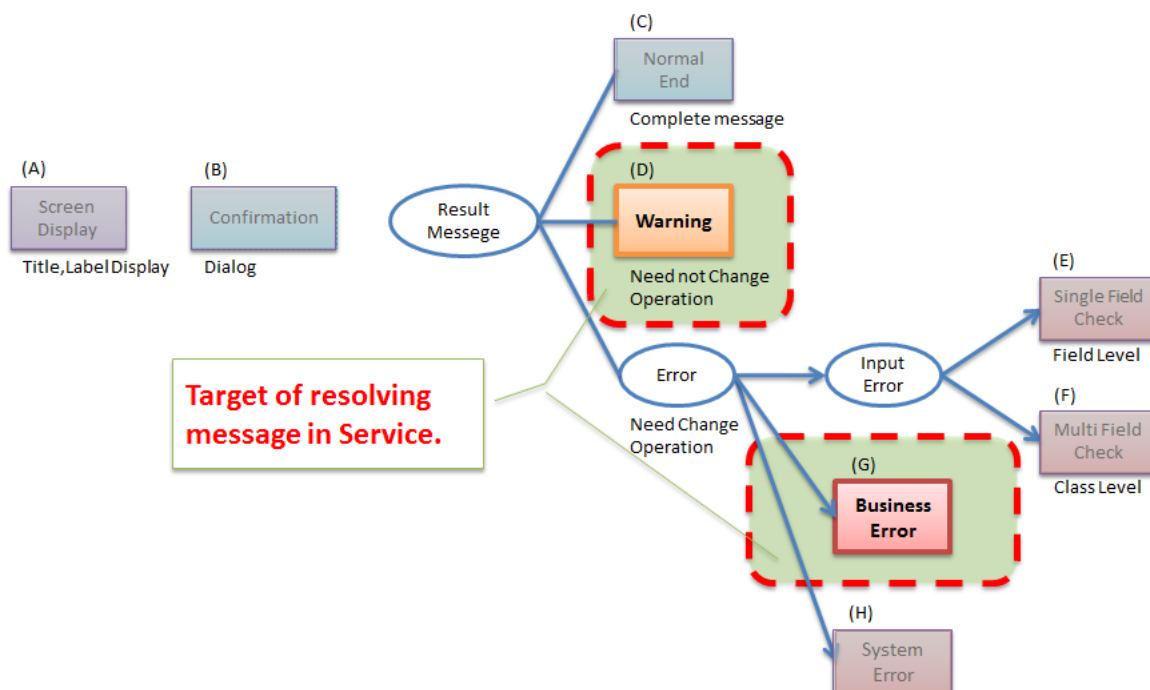 (C)
Normal
End
Complete message
(A)
Screen
Display
Title,Label Display
(B)
Confirmation
Dialog
Result
Messege
(D)
Warning
Need not Change
Operation
Target of resolving
message in Service.
Error
Need Change
Operation
Input
Error
(E)
Single Field
Check
Field Level
(F)
Multi Field
Check
Class Level
(G)
Business
Error
(H)
System
Error